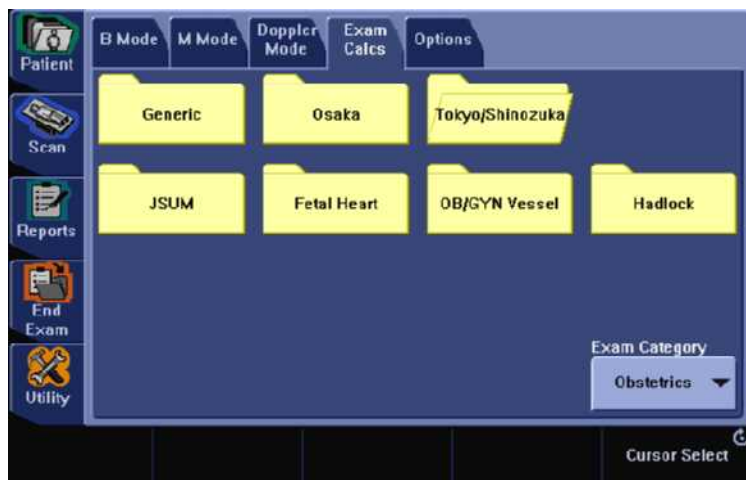 Patient
Scan
Reports
End
Exam
Utility
B Mode
M Mode
Doppler
Mode
Exam
Calcs
Options
Generic
Osaka
Tokyo/Shinozuka
JSUM
Fetal Heart
OB/GYN Vessel
Hadlock
Exam Category
Obstetrics
Cursor Select